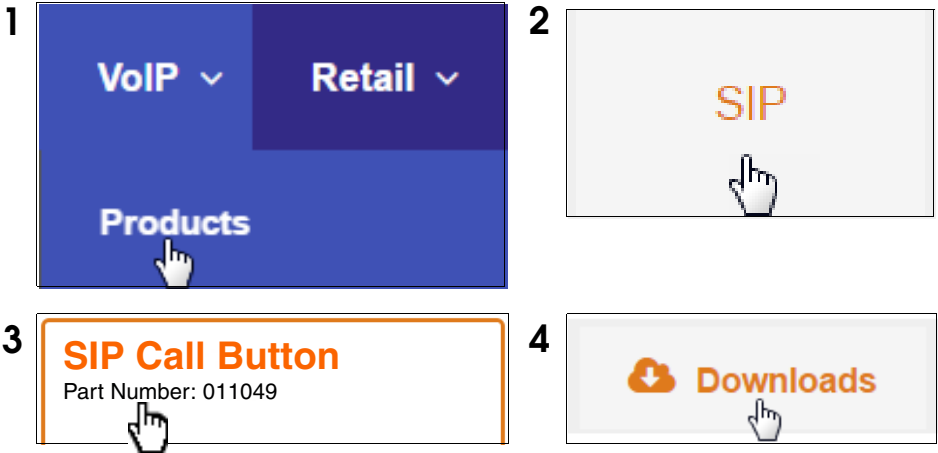 1
VoIP Retail
Products
2
SIP
3
SIP Call Button
Part Number: 011049
4
Downloads